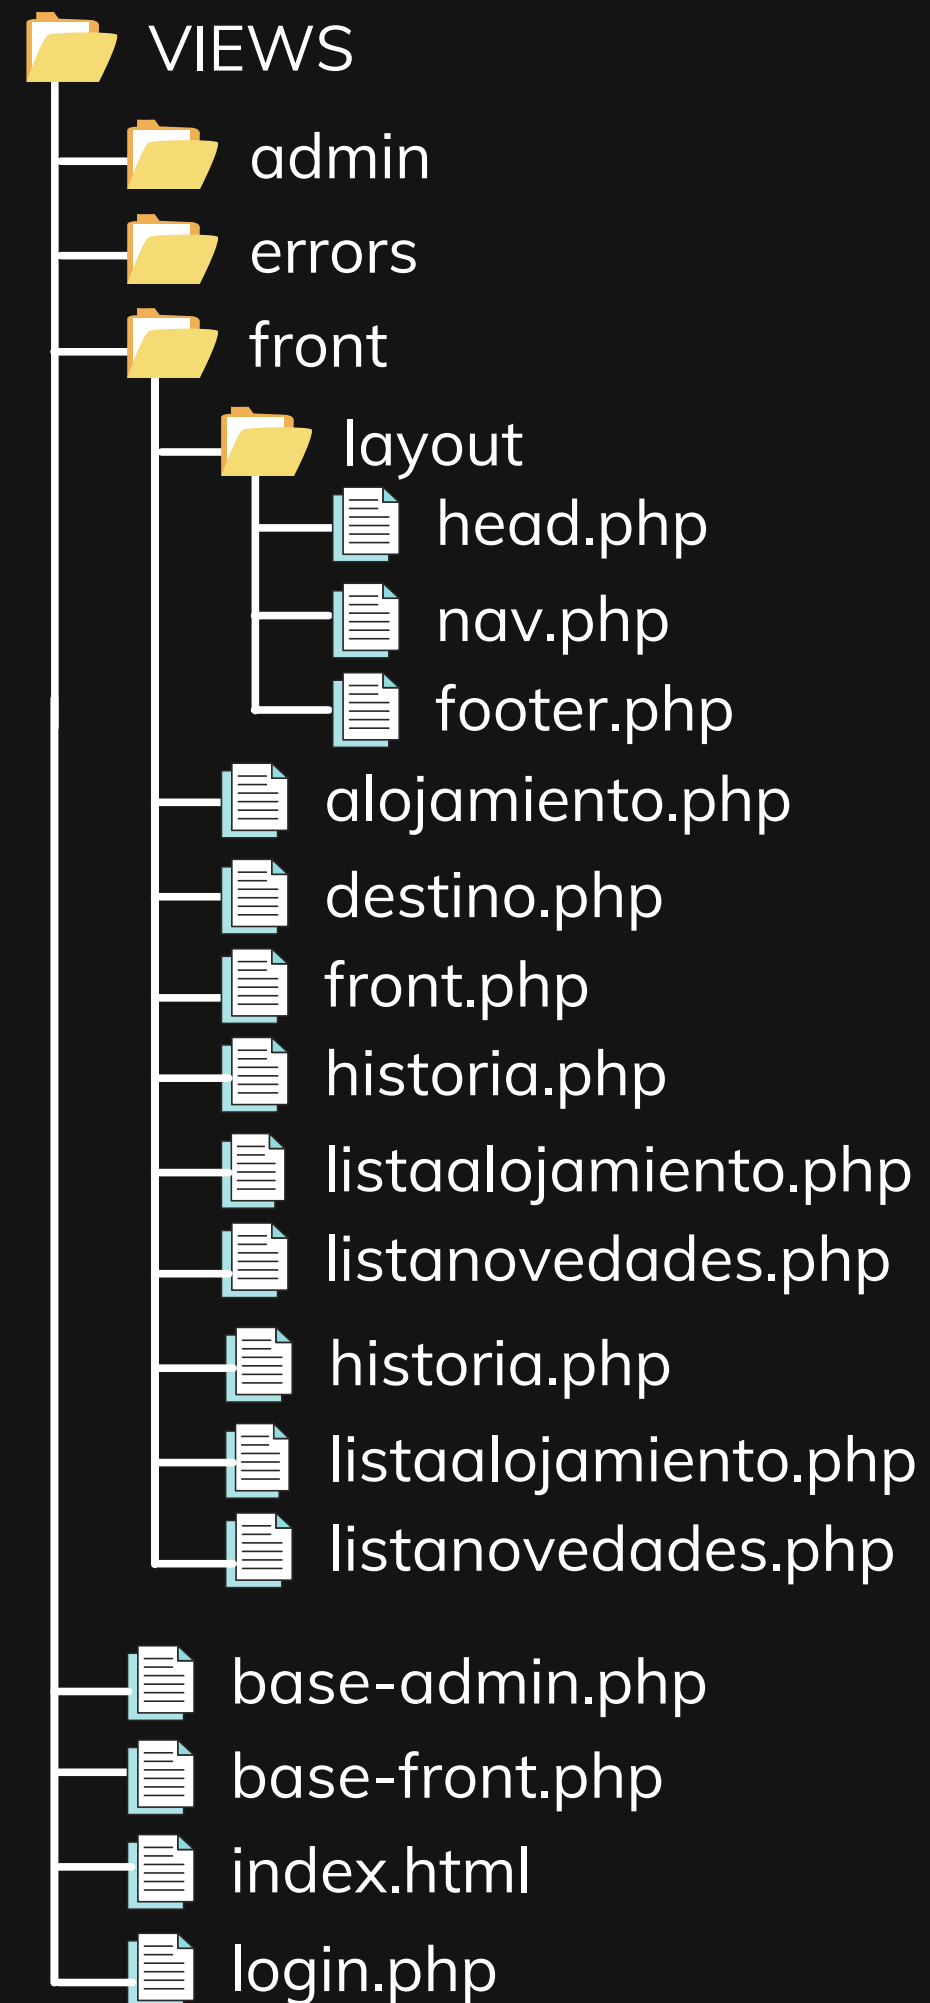 VIEWS
admin
errors
front
layout
head.php
nav.php
footer.php
alojamiento.php
destino.php
front.php
historia.php
listaalojamiento.php
listanovedades.php
historia.php
listaalojamiento.php
listanovedades.php
base-admin.php
base-front.php
index.html
login.php